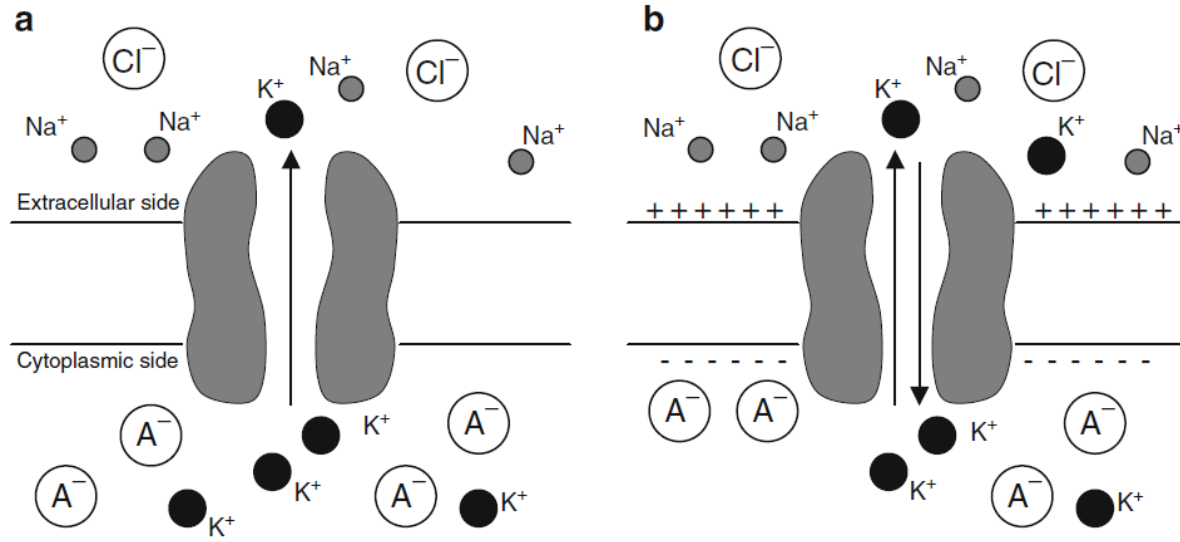 a
Cl⁻
Cl⁻
Na⁺
K⁺
Na⁺
Na⁺
Na⁺
Extracellular side
Cytoplasmic side
A⁻
A⁻
K⁺
A⁻
K⁺
A⁻
K⁺
b
Cl⁻
Cl⁻
Na⁺
K⁺
Na⁺
Na⁺
K⁺
Na⁺
+ + + + + +
+ + + + + +
- - - - - -
- - - - - -
A⁻
A⁻
A⁻
K⁺
K⁺
A⁻
K⁺